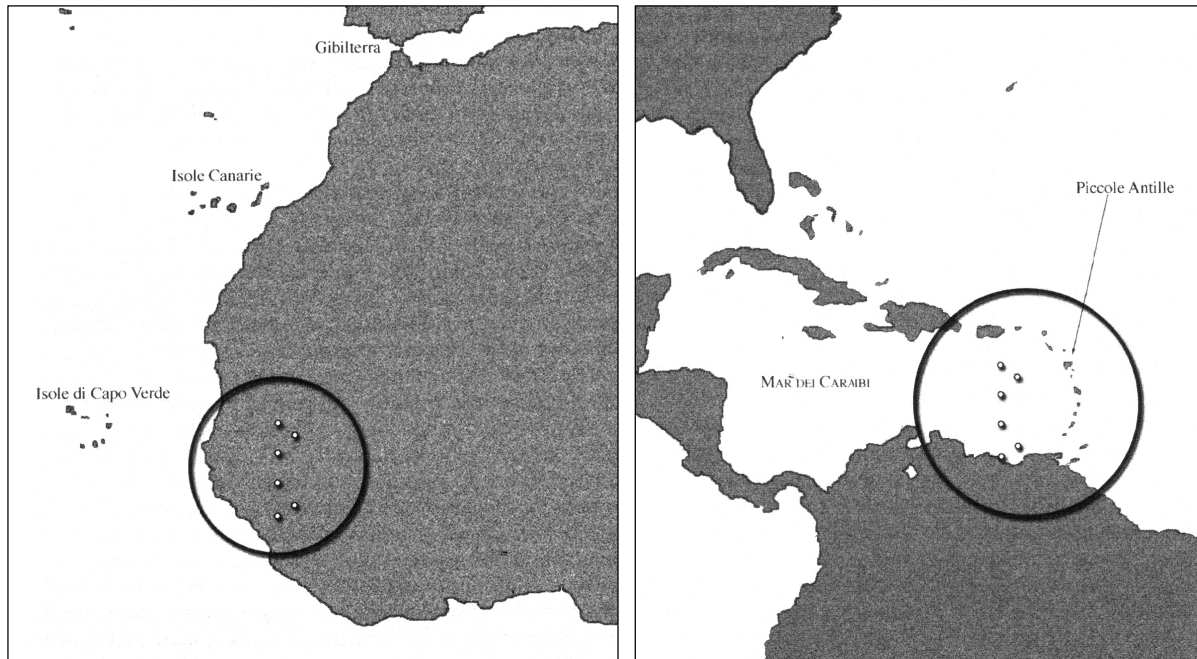 Gibilterra
Isole Canarie
Isole di Capo Verde
Piccole Antille
MAR DEI CARAIBI